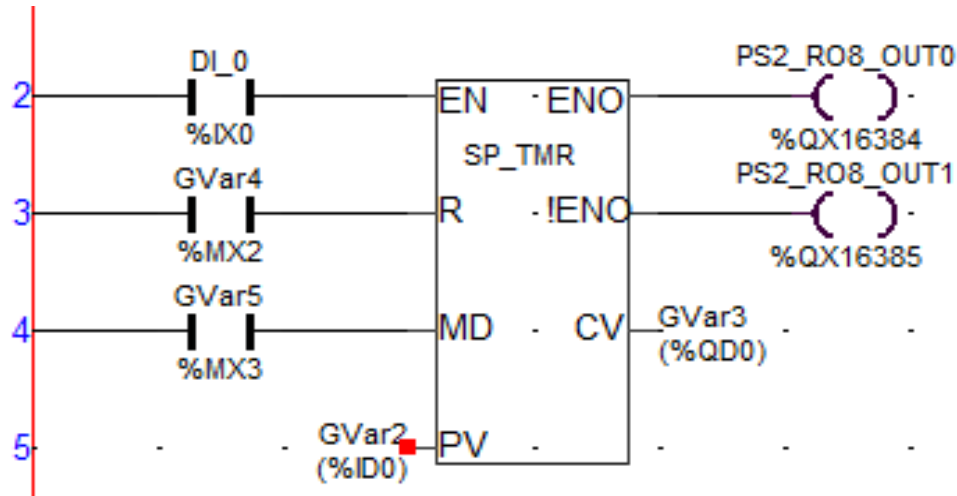 DI_0
PS2_RO8_OUT0
2
EN
ENO
%IX0
SP_TMR
%QX16384
GVar4
PS2_RO8_OUT1
3
R
!ENO
%MX2
%QX16385
GVar5
4
MD
CV
GVar3
%MX3
(%QD0)
GVar2
5
PV
(%ID0)